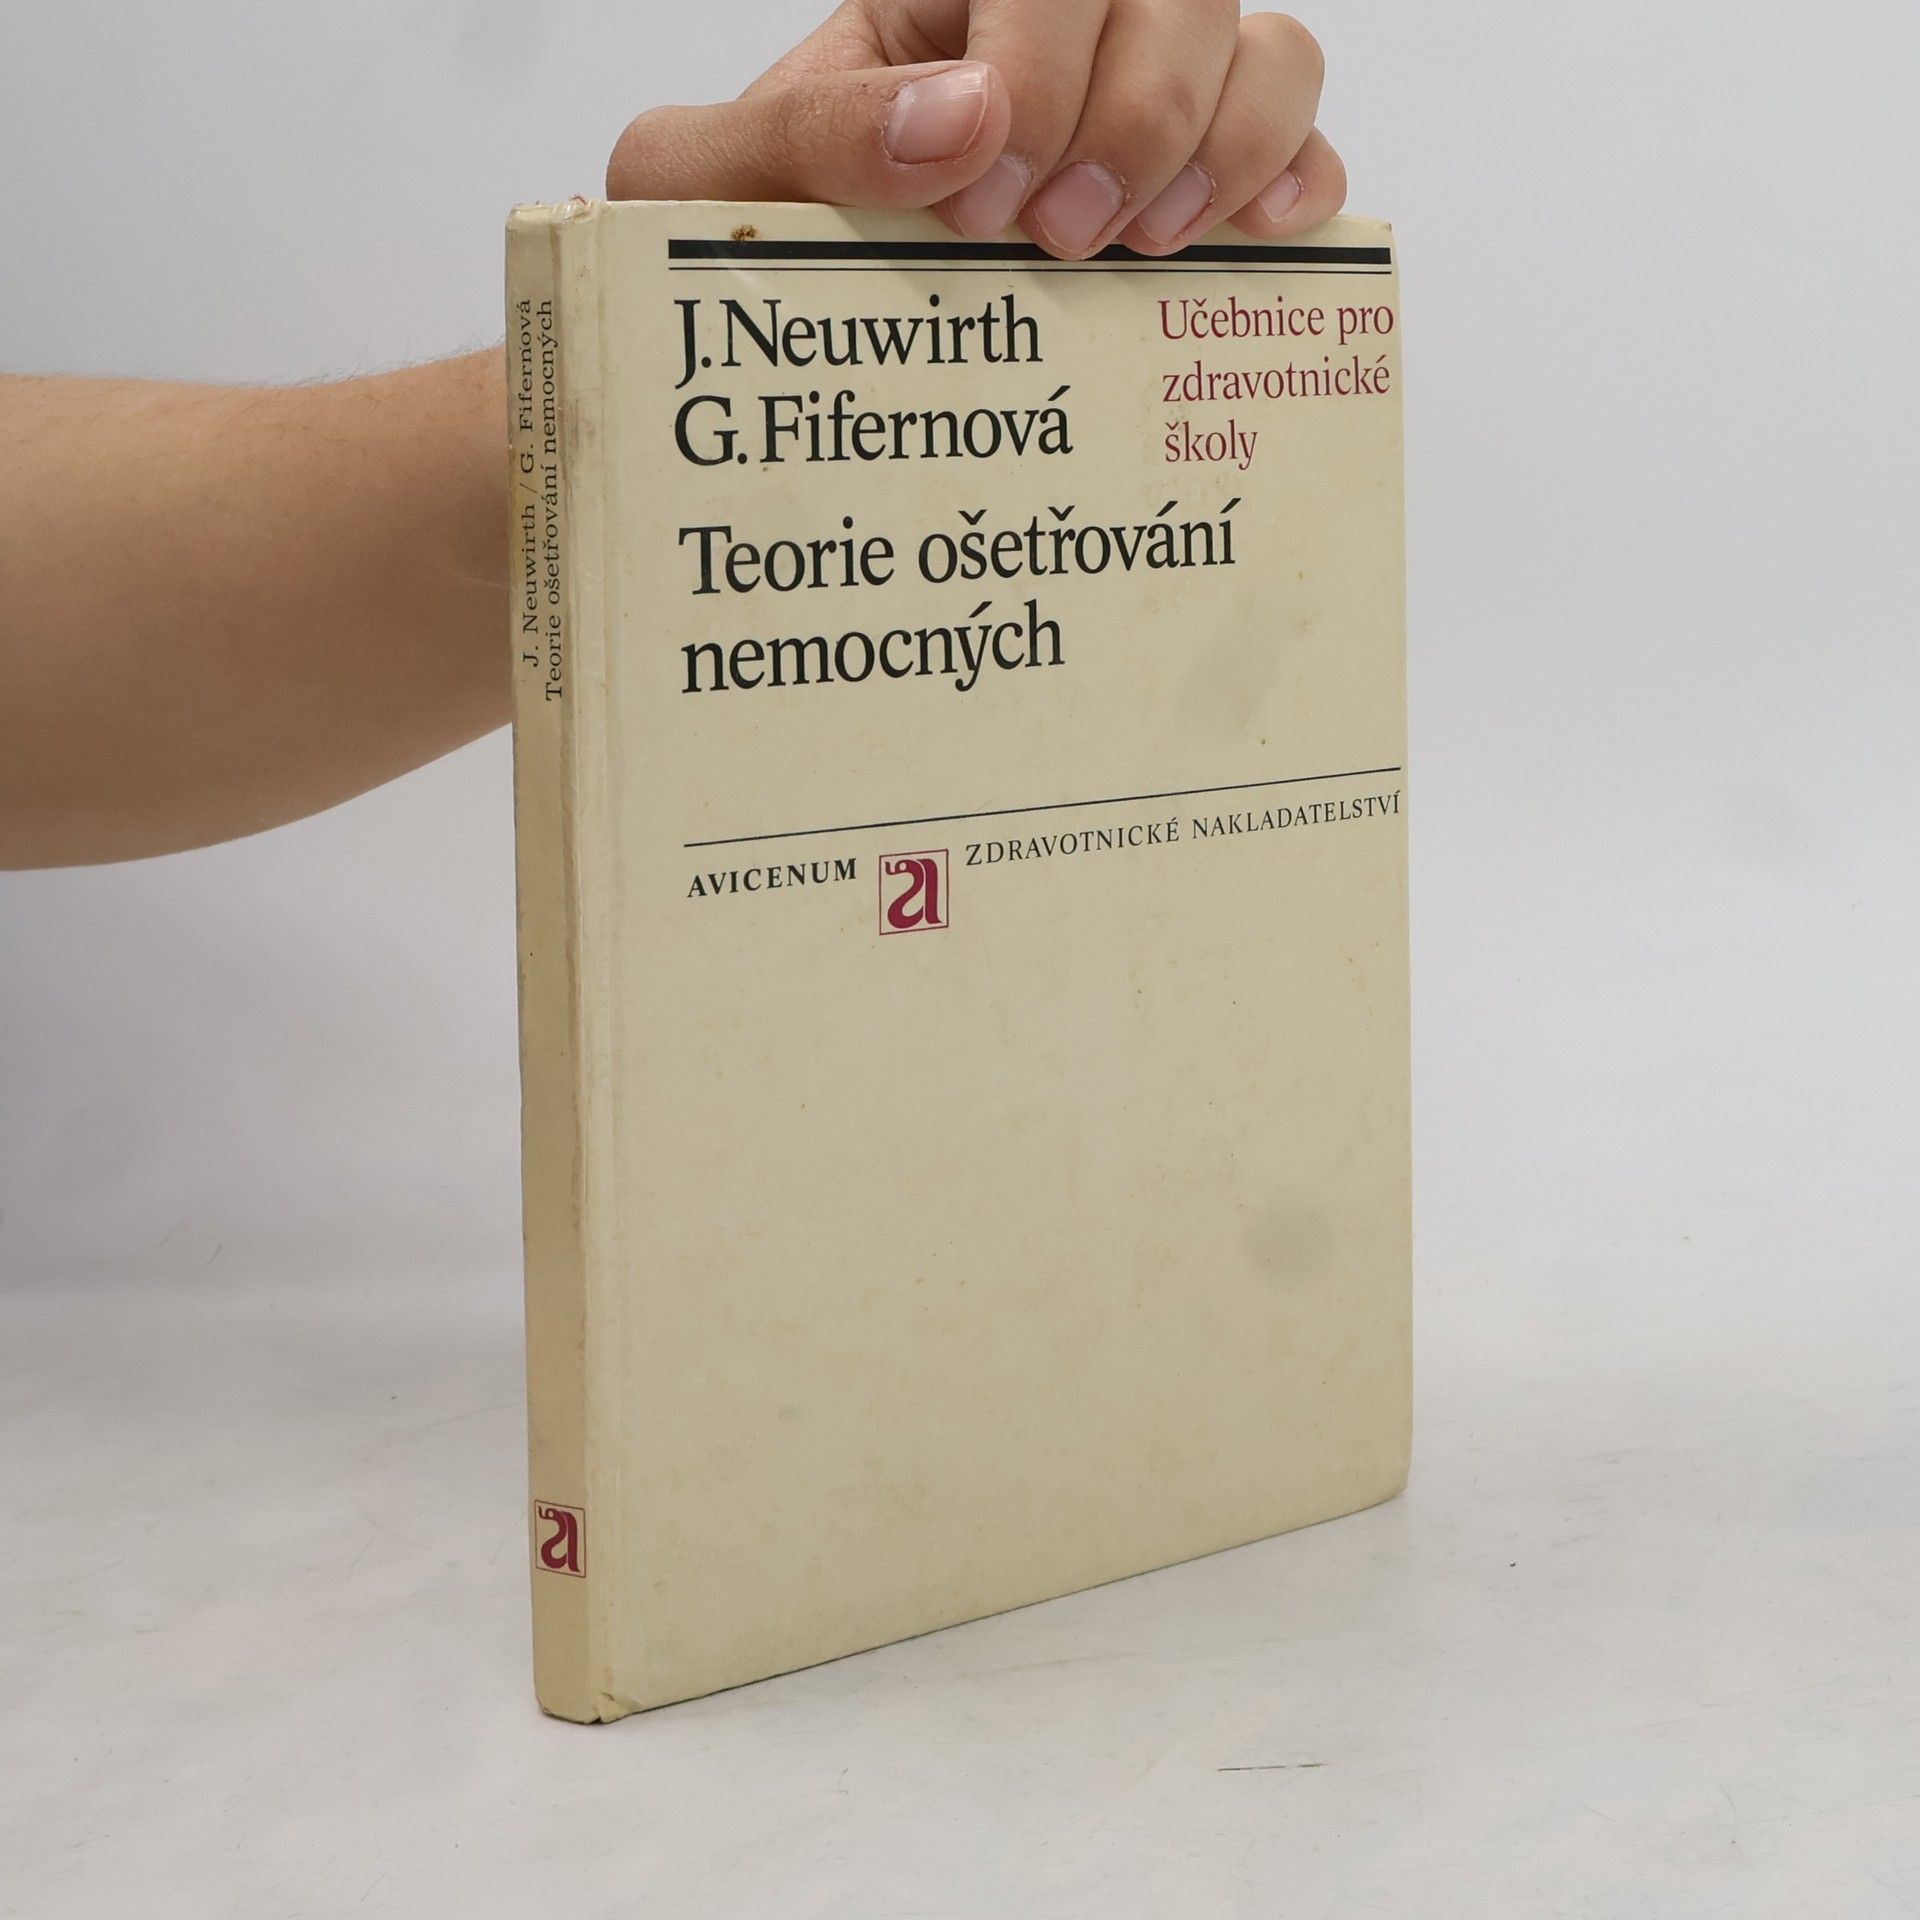 J. Neuwirth / G. Fifernová
Teorie ošetřování nemocných
J. Neuwirth
G. Fifernová
Učebnice pro
zdravotnické
školy
Teorie ošetřování
nemocných
AVICENUM a ZDRAVOTNICKÉ NAKLADATELSTVÍ
a